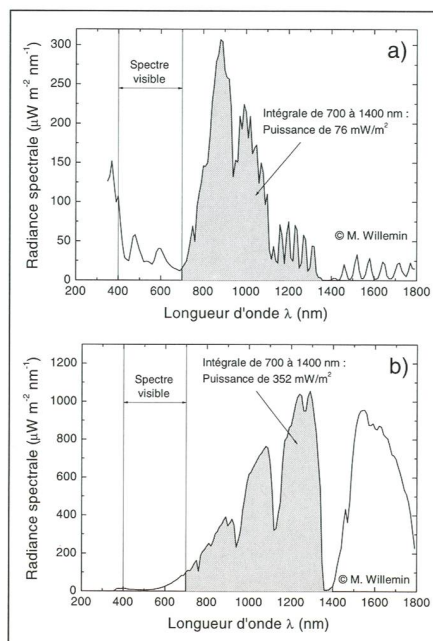 a)
Radiance spectrale (µW m⁻² nm⁻¹)
300
250
200
150
100
50
0
Spectre
visible
Intégrale de 700 à 1400 nm :
Puissance de 76 mW/m²
© M. Willemin
200 400 600 800 1000 1200 1400 1600 1800
Longueur d'onde λ (nm)
b)
Radiance spectrale (µW m⁻² nm⁻¹)
1200
1000
800
600
400
200
0
Spectre
visible
Intégrale de 700 à 1400 nm :
Puissance de 352 mW/m²
© M. Willemin
200 400 600 800 1000 1200 1400 1600 1800
Longueur d'onde λ (nm)